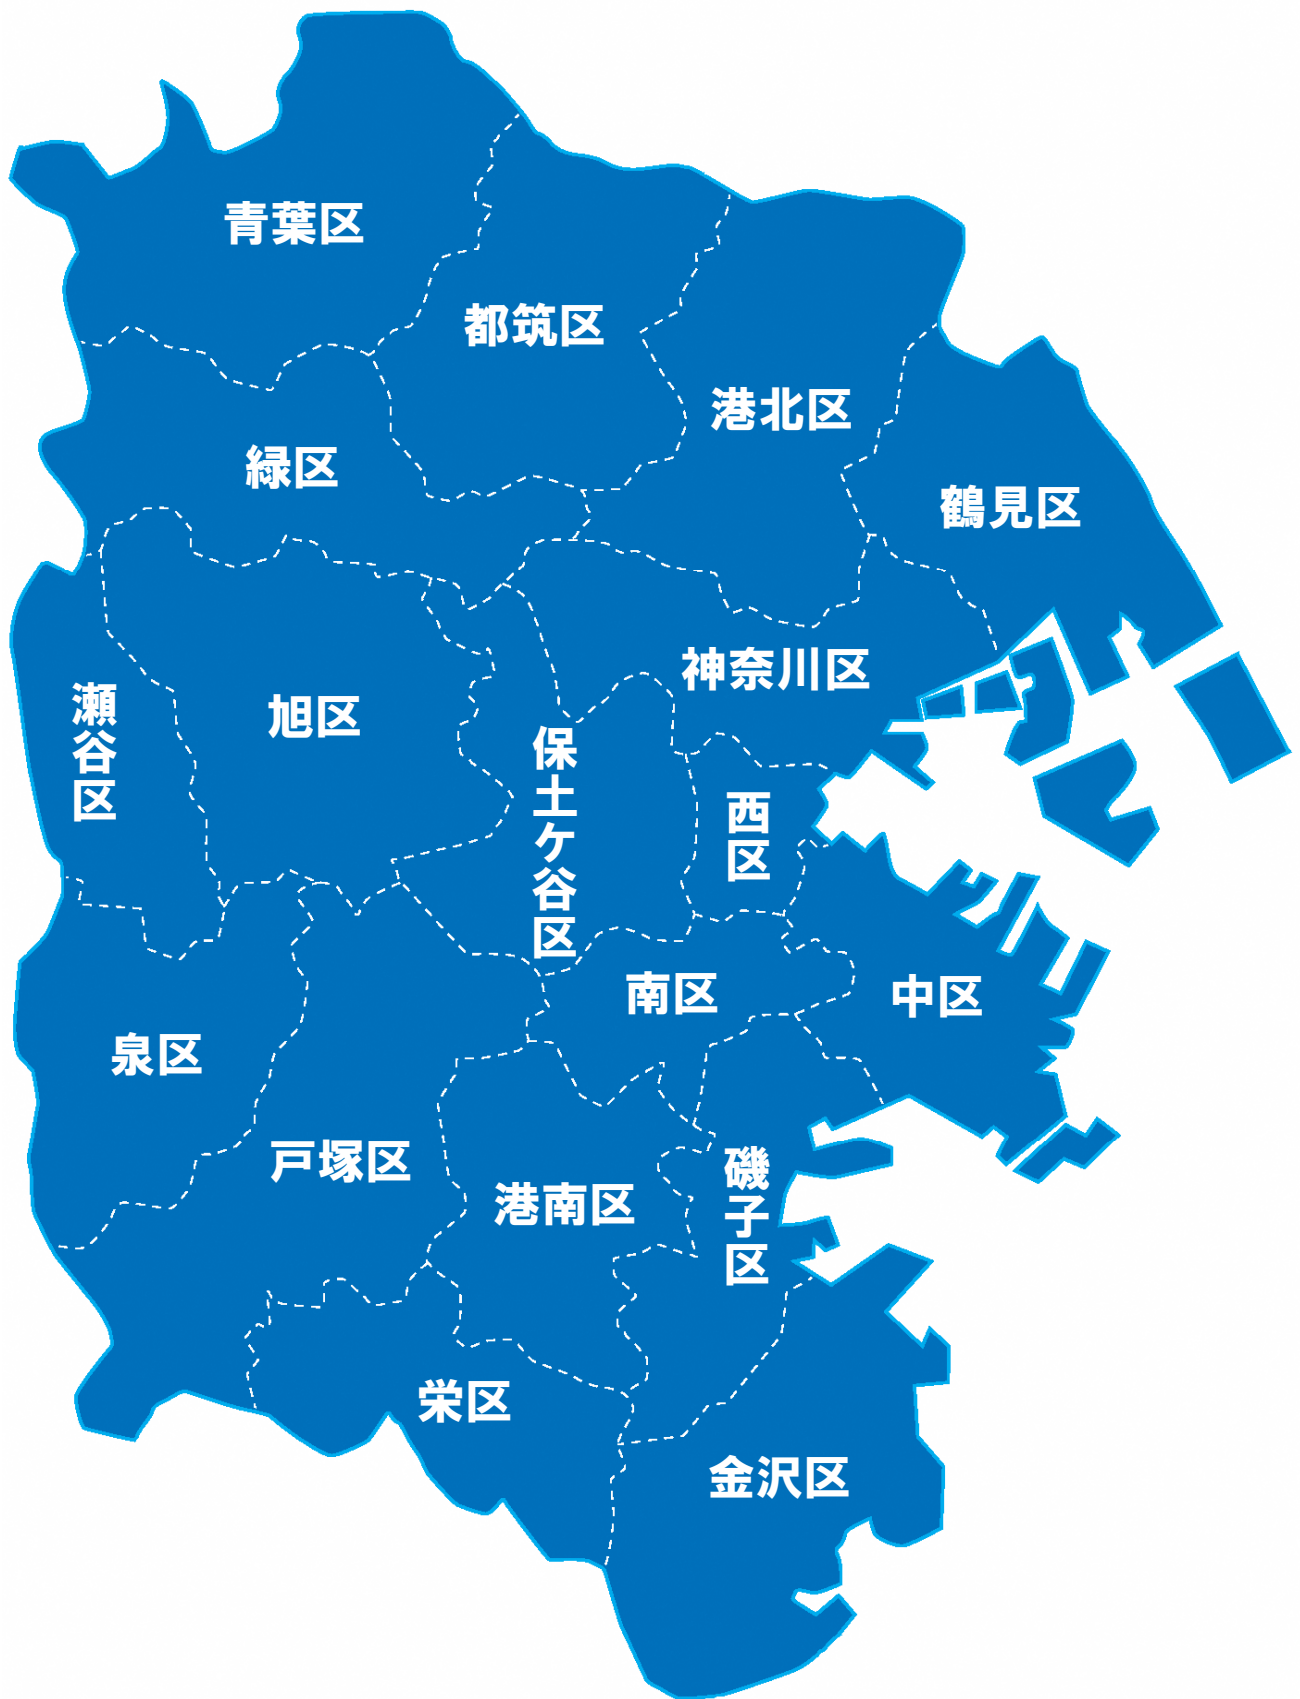 青葉区
都筑区
港北区
緑区
鶴見区
神奈川区
瀬谷区
旭区
保土ケ谷区
西区
南区
中区
泉区
戸塚区
港南区
磯子区
栄区
金沢区